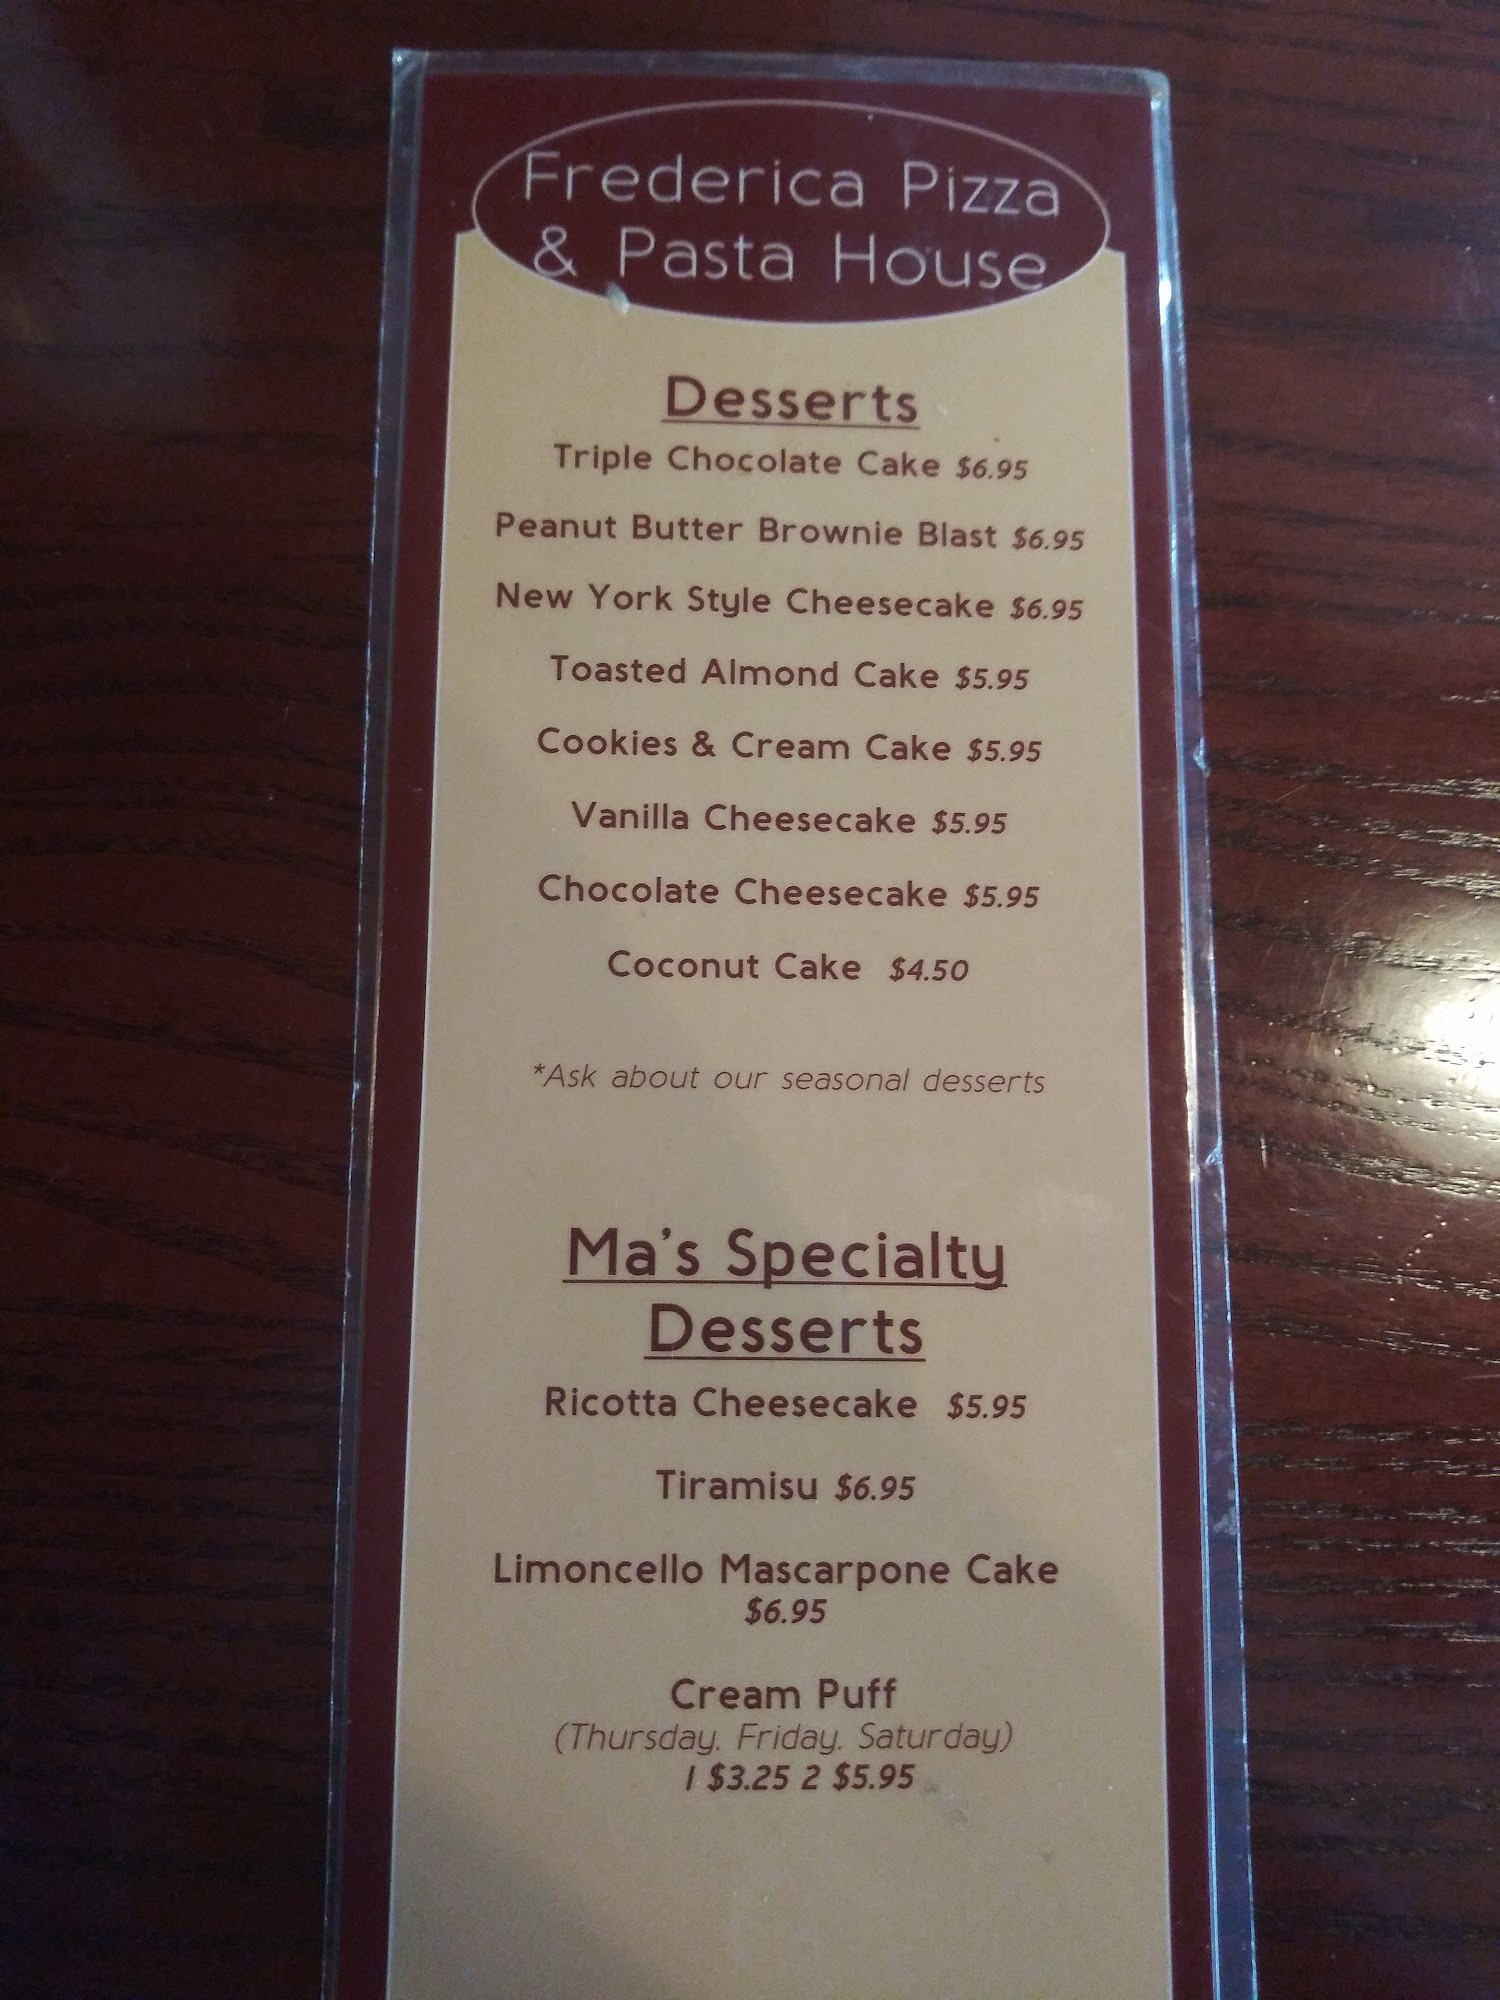 Frederica Pizza
& Pasta House
Desserts
Triple Chocolate Cake $6.95
Peanut Butter Brownie Blast $6.95
New York Style Cheesecake $6.95
Toasted Almond Cake $5.95
Cookies & Cream Cake $5.95
Vanilla Cheesecake $5.95
Chocolate Cheesecake $5.95
Coconut Cake $4.50
*Ask about our seasonal desserts
Ma's Specialty
Desserts
Ricotta Cheesecake $5.95
Tiramisu $6.95
Limoncello Mascarpone Cake
$6.95
Cream Puff
(Thursday, Friday, Saturday)
1 $3.25 2 $5.95